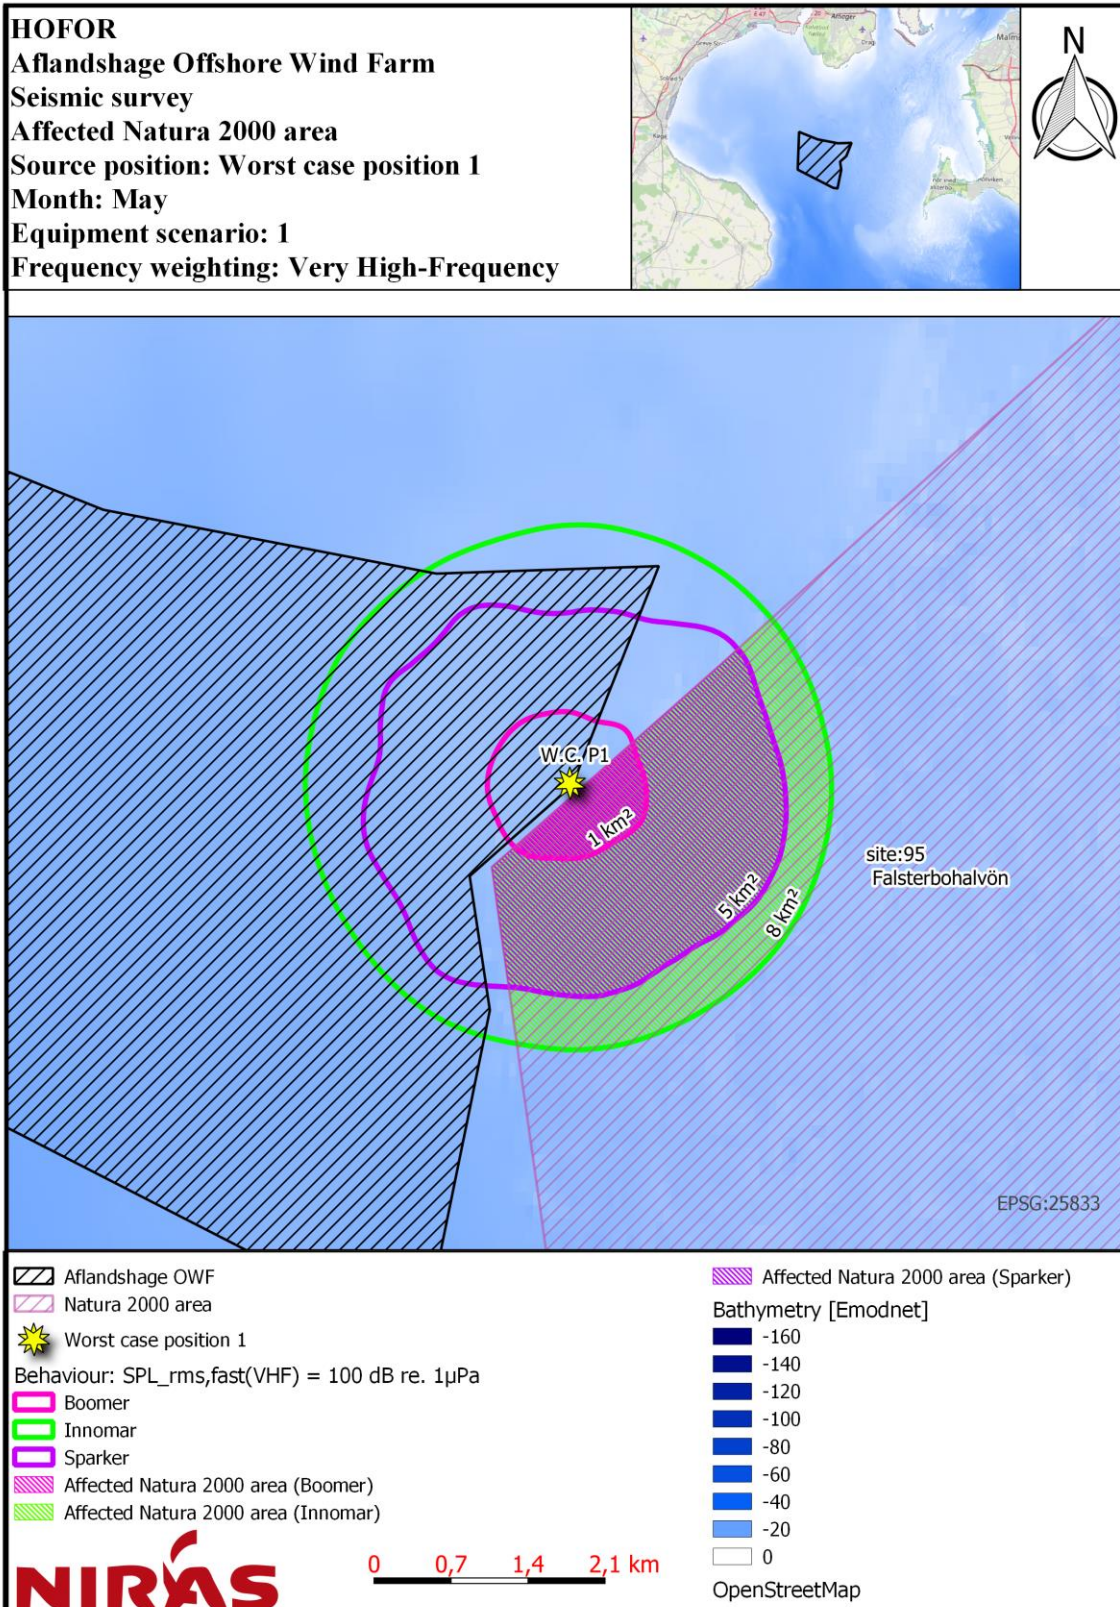 HOFOR
Aflandshage Offshore Wind Farm
Seismic survey
Affected Natura 2000 area
Source position: Worst case position 1
Month: May
Equipment scenario: 1
Frequency weighting: Very High-Frequency
Amager
N
W.C. P1
1 km²
5 km²
8 km²
site:95
Falsterbohalvön
EPSG:25833
Aflandshage OWF
Natura 2000 area
Worst case position 1
Behaviour: SPL_rms,fast(VHF) = 100 dB re. 1µPa
Boomer
Innomar
Sparker
Affected Natura 2000 area (Boomer)
Affected Natura 2000 area (Innomar)
NIRAS
0 0,7 1,4 2,1 km
Affected Natura 2000 area (Sparker)
Bathymetry [Emodnet]
-160
-140
-120
-100
-80
-60
-40
-20
0
OpenStreetMap